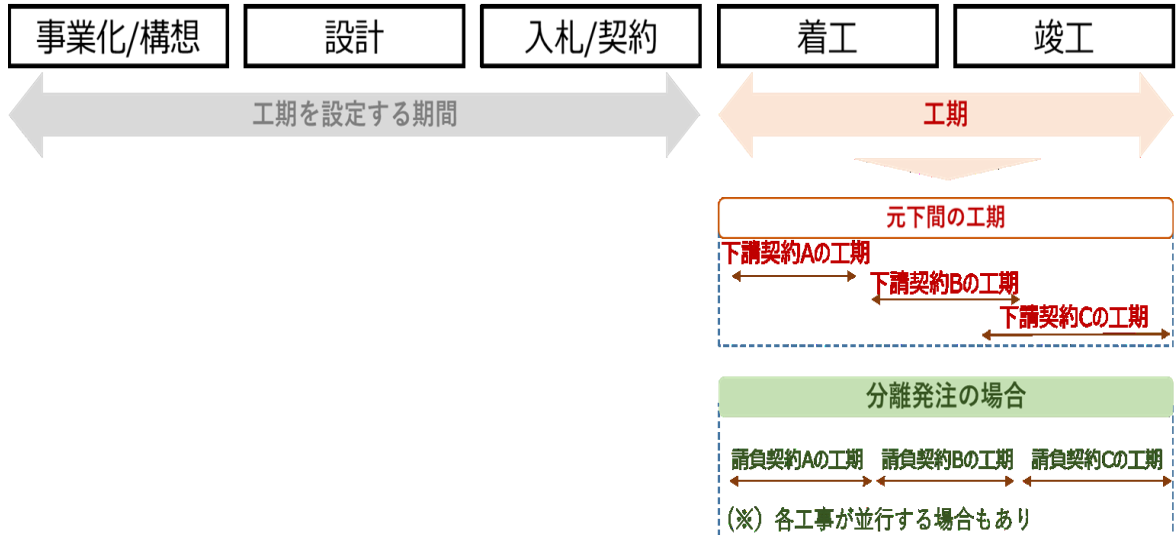 事業化/構想
設計
入札/契約
着工
竣工
工期を設定する期間
工期
元下間の工期
下請契約Aの工期
下請契約Bの工期
下請契約Cの工期
分離発注の場合
請負契約Aの工期
請負契約Bの工期
請負契約Cの工期
(※) 各工事が並行する場合もあり